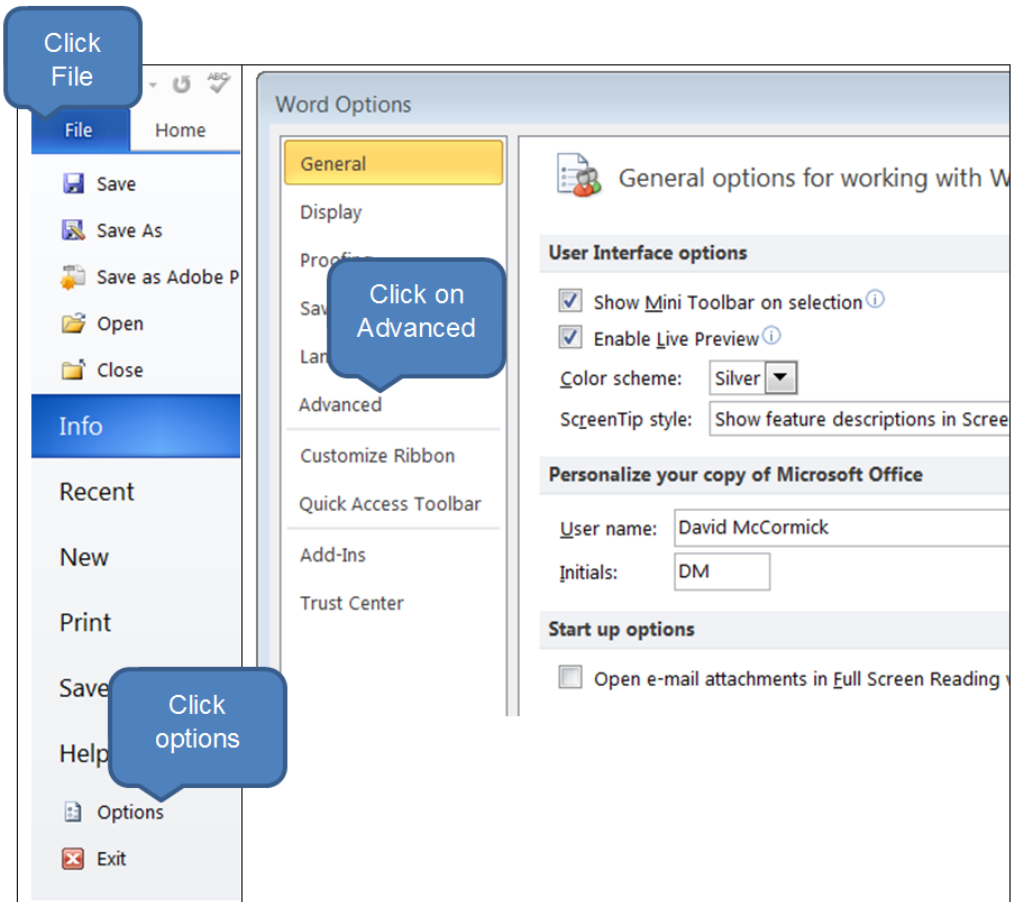 Click
File
ABC
File Home
Save
Save As
Save as Adobe P
Open
Close
Info
Recent
New
Print
Save
Help
Click
options
Options
Exit
Word Options
General
Display
Proofing
Sav
Lan
Click on
Advanced
Advanced
Customize Ribbon
Quick Access Toolbar
Add-Ins
Trust Center
General options for working with W
User Interface options
Show Mini Toolbar on selection
Enable Live Preview
Color scheme: Silver
ScreenTip style: Show feature descriptions in Scree
Personalize your copy of Microsoft Office
User name: David McCormick
Initials: DM
Start up options
Open e-mail attachments in Full Screen Reading